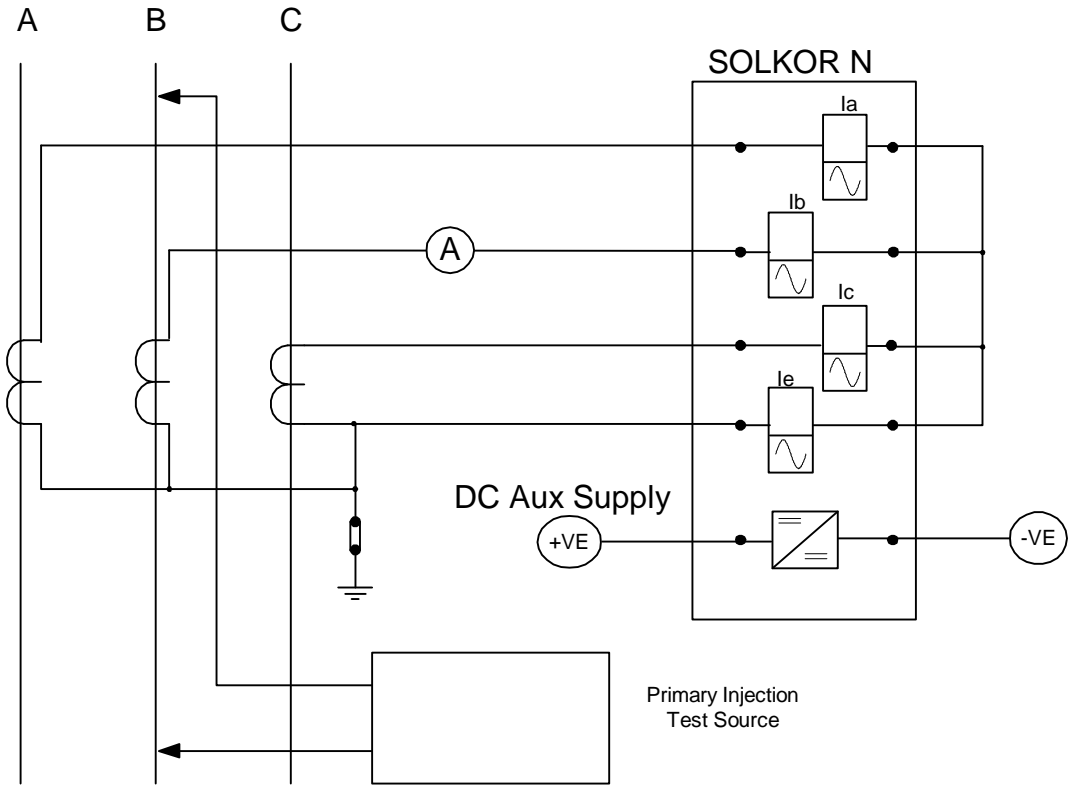 A B C
SOLKOR N
Ia
Ib
A
Ic
Ie
DC Aux Supply
+VE
-VE
Primary Injection
Test Source